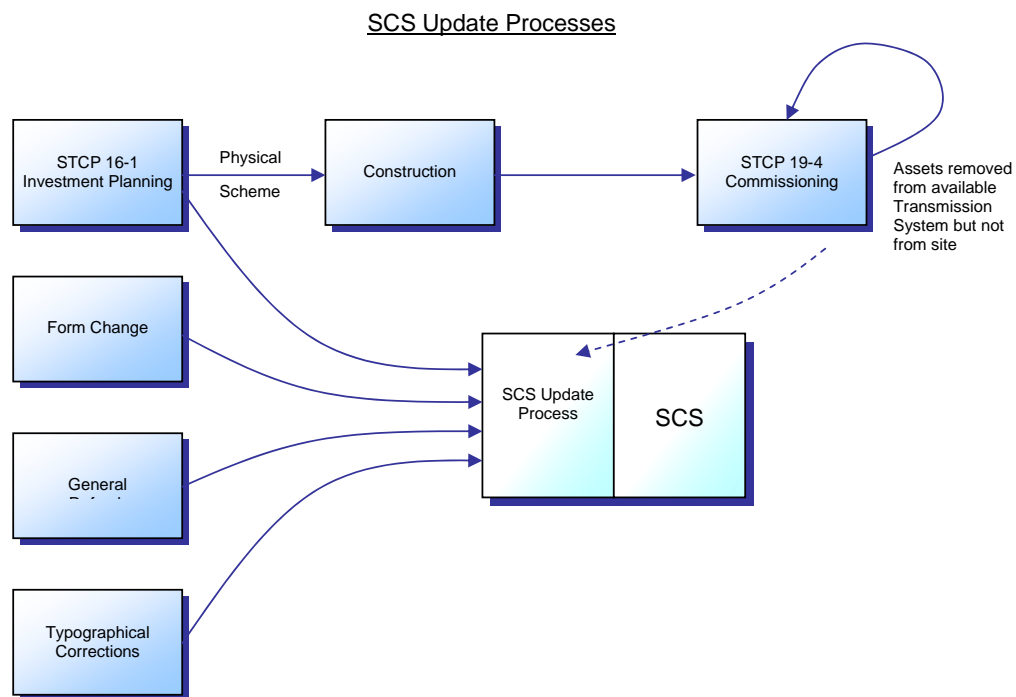 SCS Update Processes
STCP 16-1
Investment Planning
Physical
Scheme
Construction
STCP 19-4
Commissioning
Assets removed
from available
Transmission
System but not
from site
Form Change
SCS Update
Process
SCS
General
Typographical
Corrections